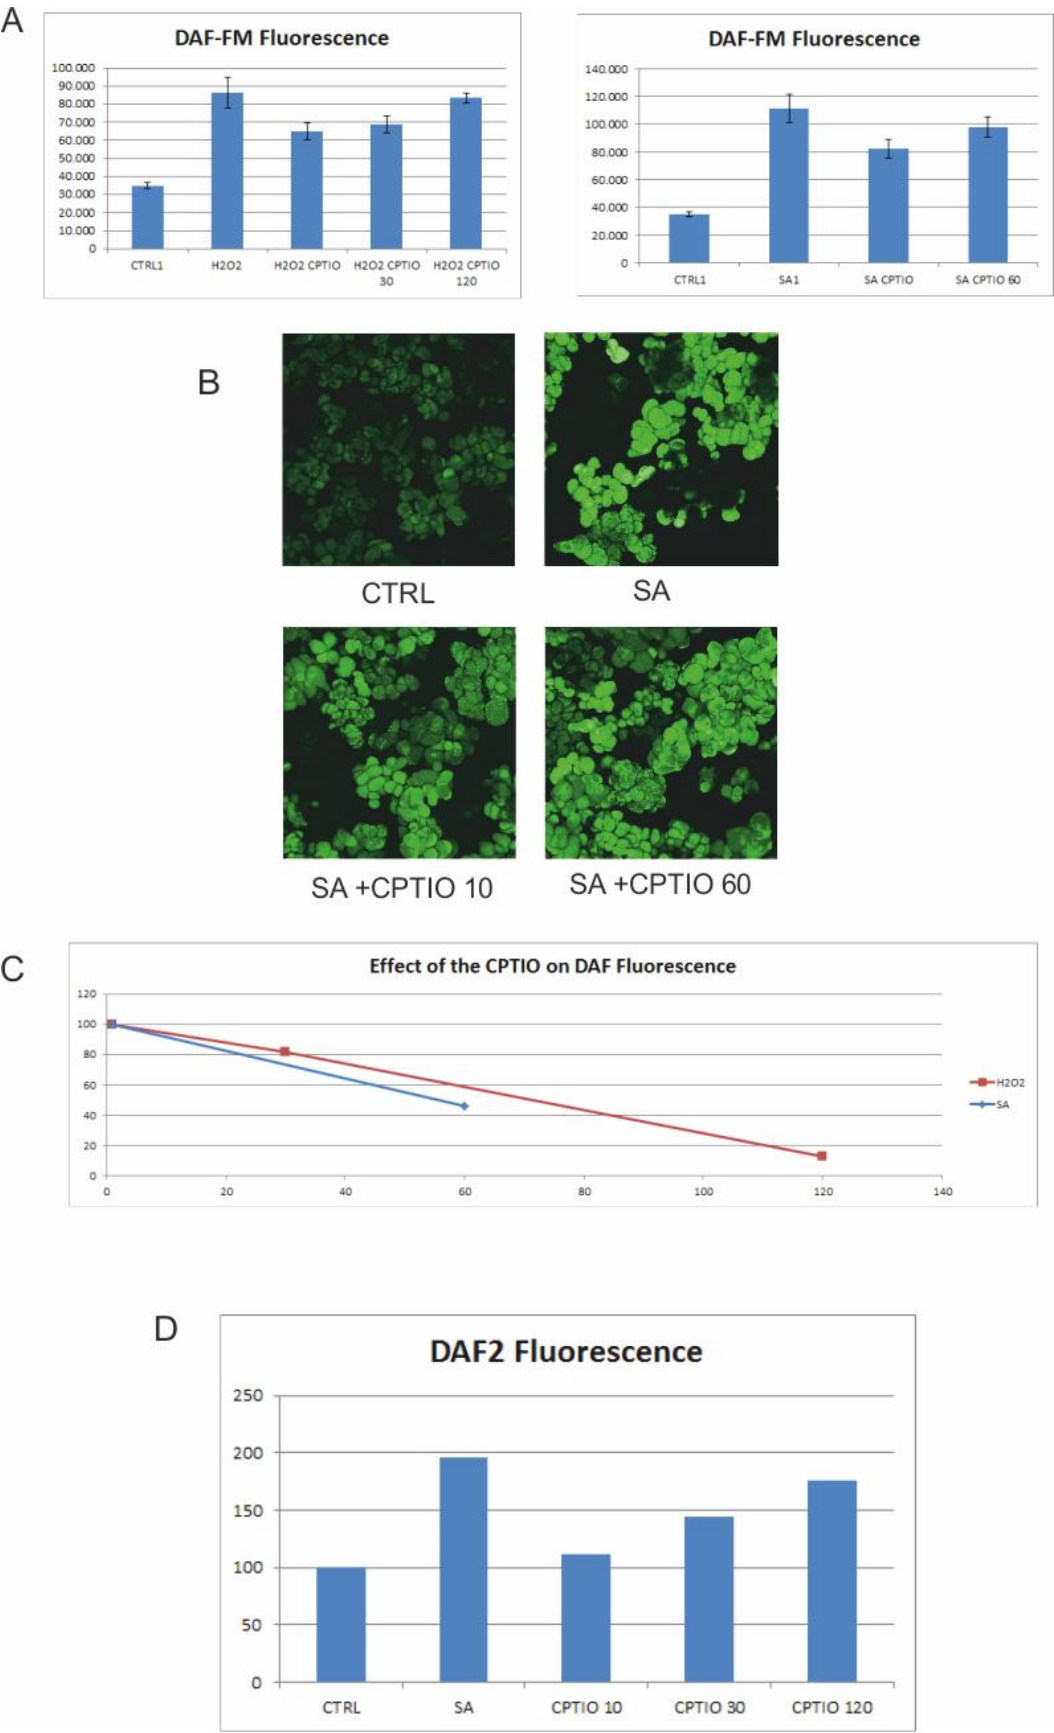 A
DAF-FM Fluorescence
100.000
90.000
80.000
70.000
60.000
50.000
40.000
30.000
20.000
10.000
0
CTRL1 H2O2 H2O2 CPTIO H2O2 CPTIO 30 H2O2 CPTIO 120
DAF-FM Fluorescence
140.000
120.000
100.000
80.000
60.000
40.000
20.000
0
CTRL1 SA1 SA CPTIO SA CPTIO 60
B
CTRL SA
SA +CPTIO 10 SA +CPTIO 60
C
Effect of the CPTIO on DAF Fluorescence
120
100
80
60
40
20
0
0 20 40 60 80 100 120 140
H2O2
SA
D
DAF2 Fluorescence
250
200
150
100
50
0
CTRL SA CPTIO 10 CPTIO 30 CPTIO 120